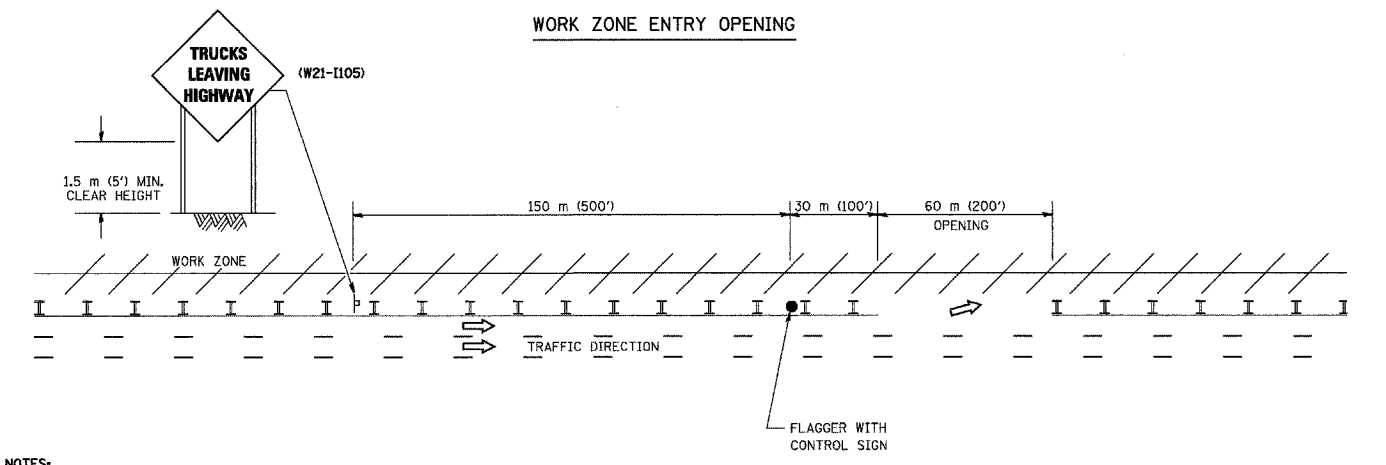 WORK ZONE ENTRY OPENING
TRUCKS
LEAVING
HIGHWAY
(W21-I105)
1.5 m (5') MIN.
CLEAR HEIGHT
150 m (500')
30 m (100')
60 m (200')
OPENING
WORK ZONE
TRAFFIC DIRECTION
FLAGGER WITH
CONTROL SIGN
NOTES: